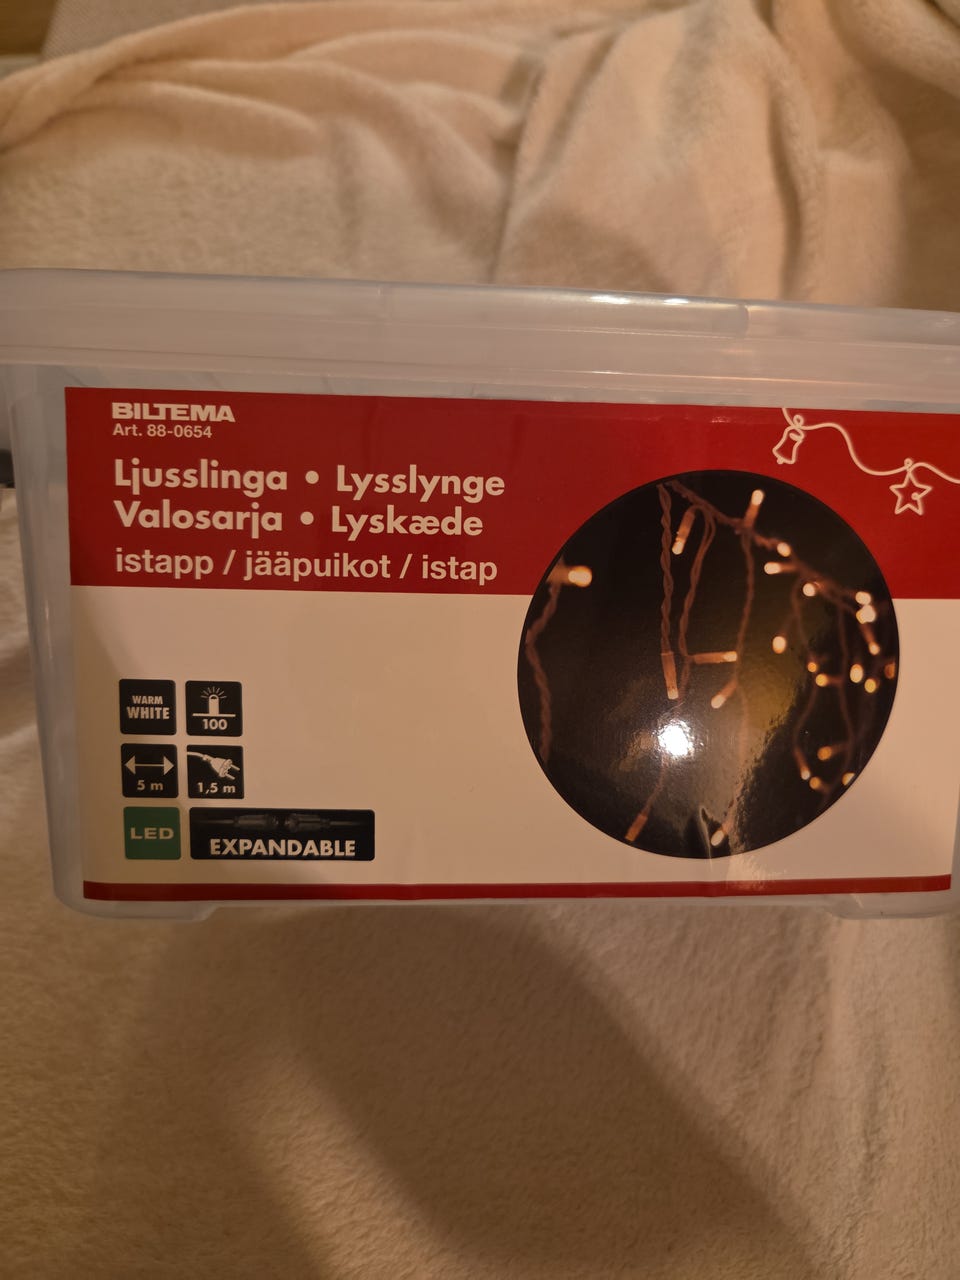 BILTEMA
Art. 88-0654
Ljusslinga • Lysslynge
Valosarja • Lyskæde
istapp / jääpuikot / istap
WARM
WHITE
100
5 m
1,5 m
LED
EXPANDABLE